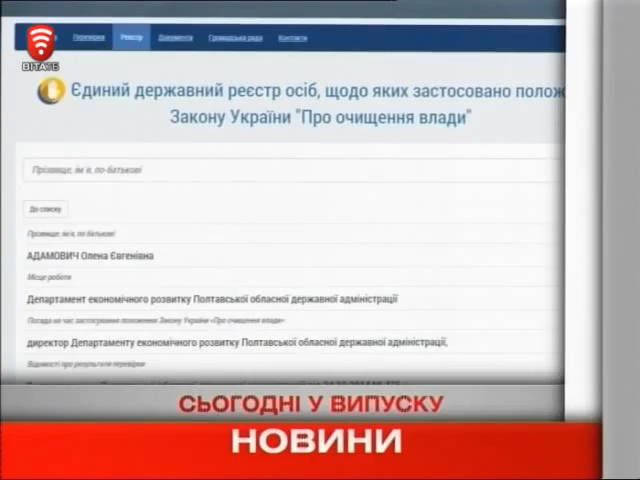 Перевірка Реєстр Документи Громадська рада Контакти
ВІТА ТБ
Єдиний державний реєстр осіб, щодо яких застосовано полож
Закону України "Про очищення влади"
Прізвище, ім'я, по-батькові
До списку
Прізвище, ім'я, по батькові
АДАМОВИЧ Олена Євгенівна
Місце роботи
Департамент економічного розвитку Полтавської обласної державної адміністрації
Посада на час застосування положення Закону України «Про очищення влади»
директор Департаменту економічного розвитку Полтавської обласної державної адміністрації,
Відомості про результати перевірки
СЬОГОДНІ У ВИПУСКУ
НОВИНИ